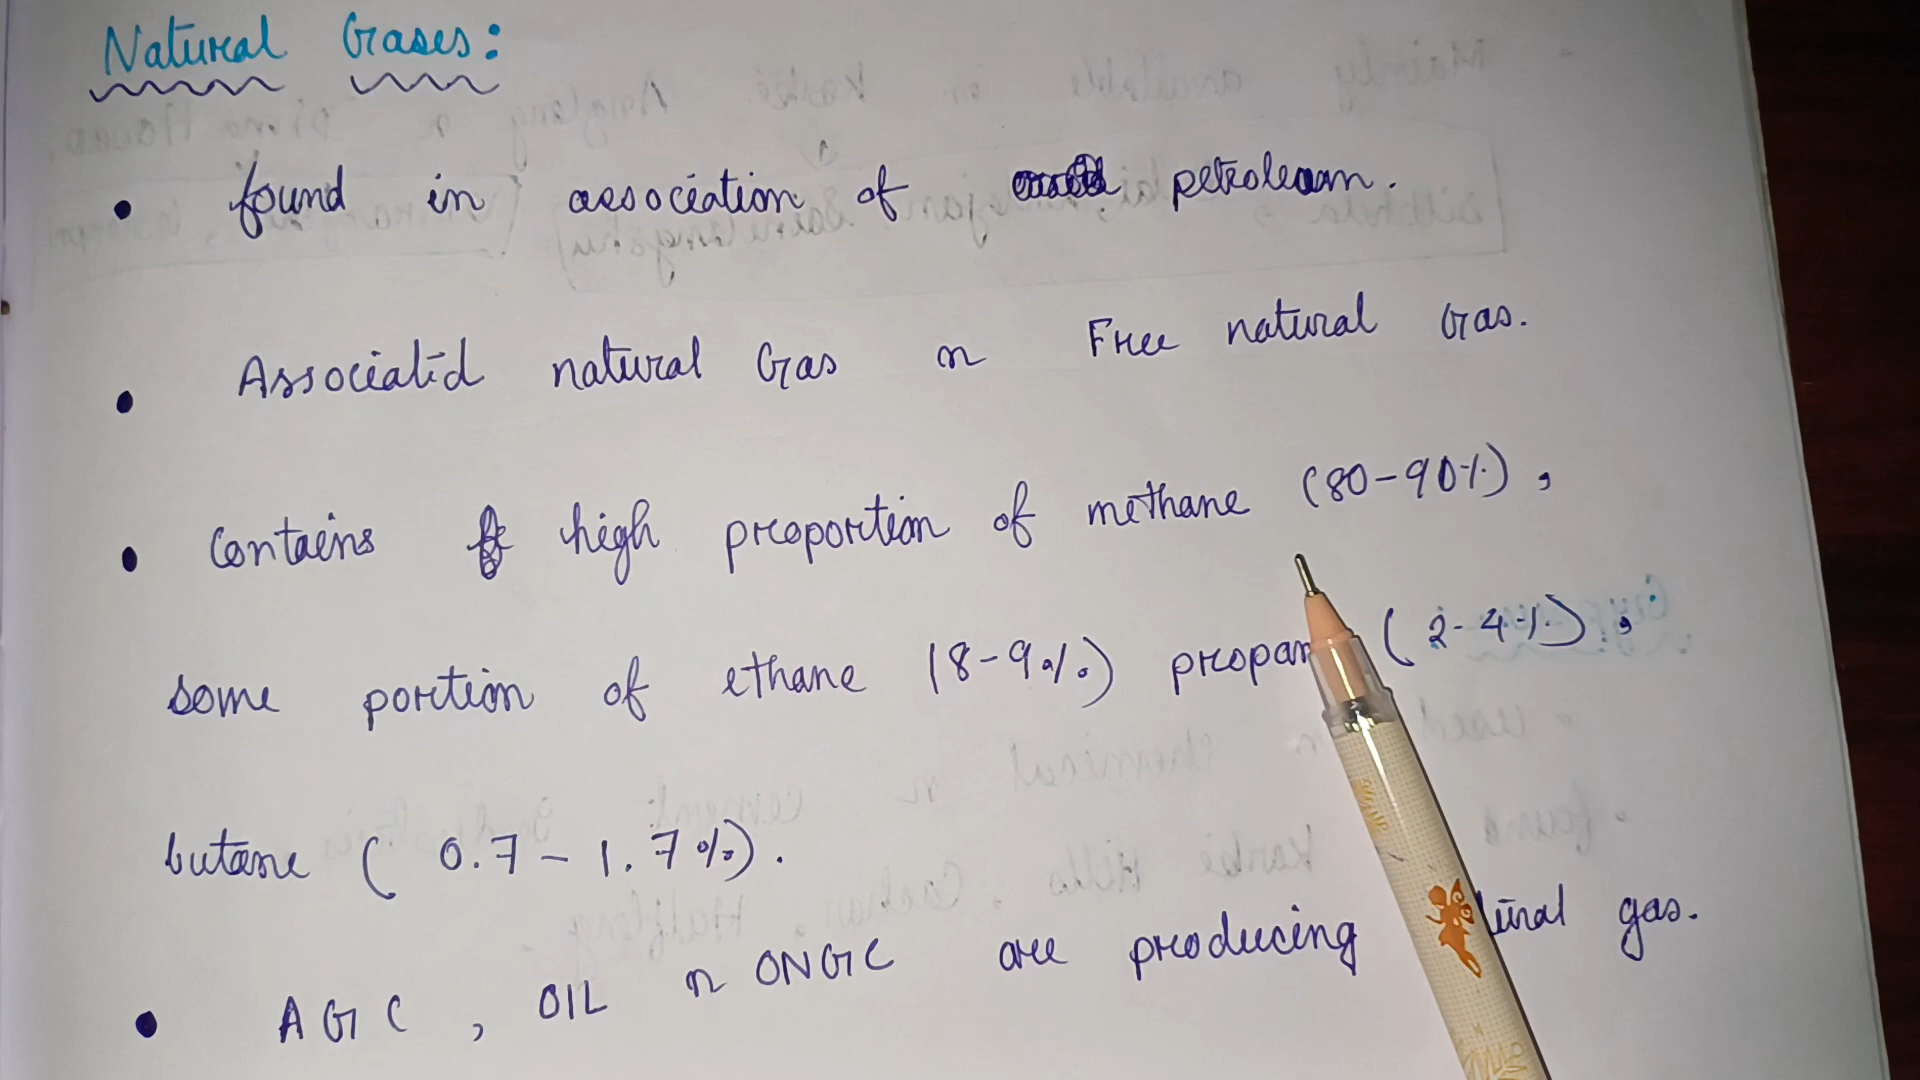 Natural Gases:
• found in association of petroleum.
• Associated natural Gas n Free natural Gas.
• Contains high proportion of methane (80-90%),
some portion of ethane (8-9%) propan (2-4%),
butane (0.7-1.7%).
• AGC, OIL n ONGC are producing tural gas.